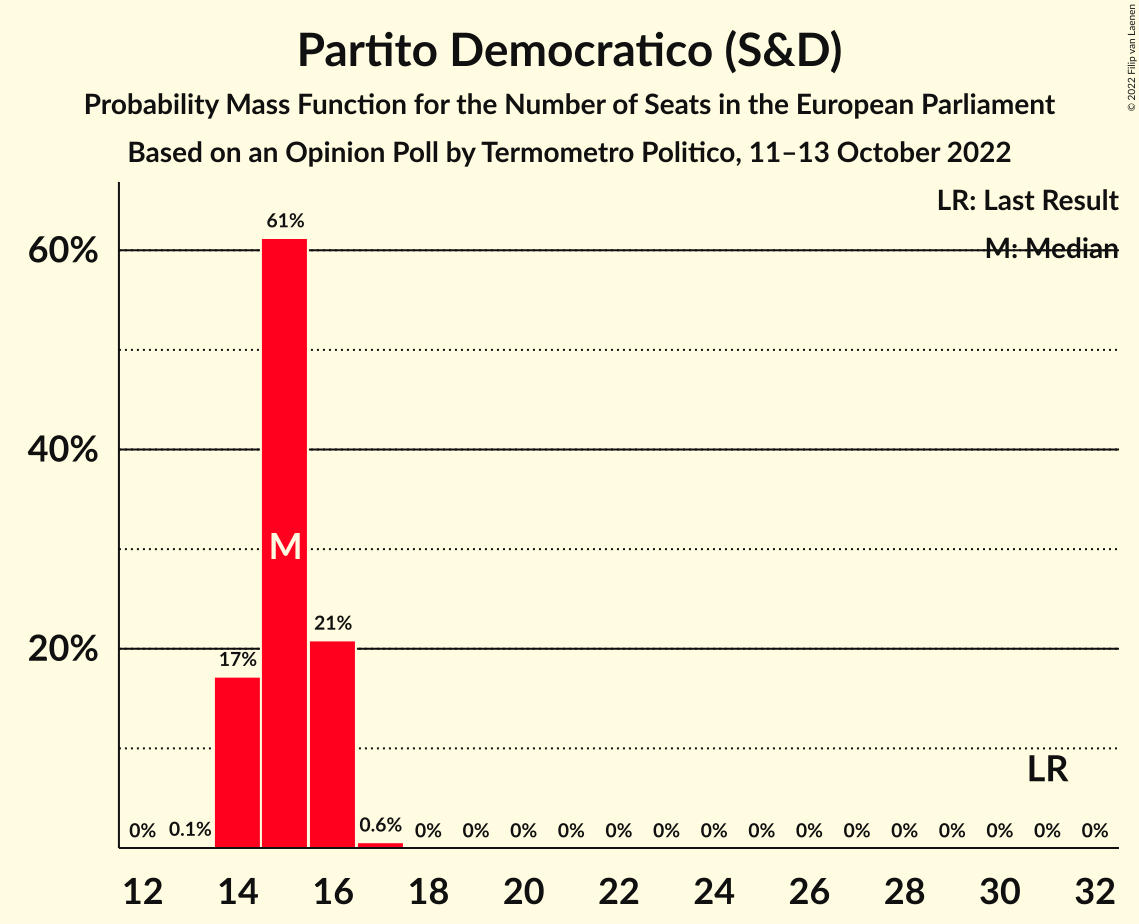 Partito Democratico (S&D)
Probability Mass Function for the Number of Seats in the European Parliament
Based on an Opinion Poll by Termometro Politico, 11–13 October 2022
© 2022 Filip van Laenen
LR: Last Result
M: Median
60%
40%
20%
61%
M
21%
17%
LR
0% 0.1% 0.6% 0% 0% 0% 0% 0% 0% 0% 0% 0% 0% 0% 0% 0% 0% 0%
12 14 16 18 20 22 24 26 28 30 32